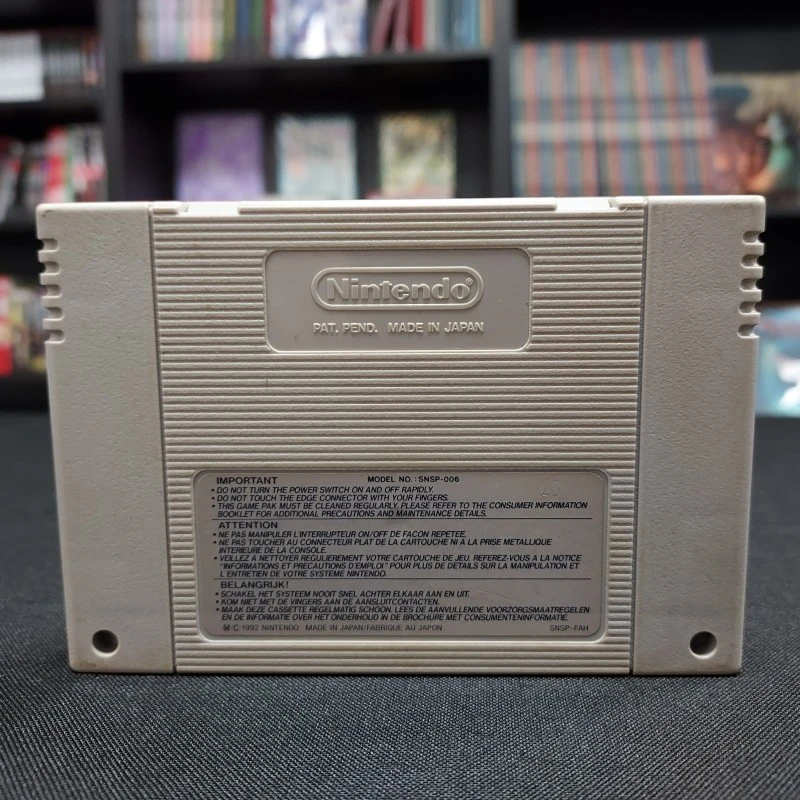 Nintendo®
PAT. PEND. MADE IN JAPAN
IMPORTANT MODEL NO.: SNSP-006
• DO NOT TURN THE POWER SWITCH ON AND OFF RAPIDLY.
• DO NOT TOUCH THE EDGE CONNECTOR WITH YOUR FINGERS.
• THIS GAME PAK MUST BE CLEANED REGULARLY. PLEASE REFER TO THE CONSUMER INFORMATION
BOOKLET FOR ADDITIONAL PRECAUTIONS AND MAINTENANCE DETAILS.
ATTENTION
• NE PAS MANIPULER L'INTERRUPTEUR ON/OFF DE FACON REPETEE.
• NE PAS TOUCHER AU CONNECTEUR PLAT DE LA CARTOUCHE NI A LA PRISE METALLIQUE
INTERIEURE DE LA CONSOLE.
• VEILLEZ A NETTOYER REGULIEREMENT VOTRE CARTOUCHE DE JEU. REFEREZ-VOUS A LA NOTICE
"INFORMATIONS ET PRECAUTIONS D'EMPLOI" POUR PLUS DE DETAILS SUR LA MANIPULATION ET
L'ENTRETIEN DE VOTRE SYSTEME NINTENDO.
BELANGRIJK!
• SCHAKEL HET SYSTEEM NOOIT SNEL ACHTER ELKAAR AAN EN UIT.
• KOM NIET MET DE VINGERS AAN DE AANSLUITCONTACTEN.
• MAAK DEZE CASSETTE REGELMATIG SCHOON. LEES DE AANVULLENDE VOORZORGSMAATREGELEN
EN DE INFORMATIE OVER HET ONDERHOUD IN DE BROCHURE MET CONSUMENTENINFORMATIE.
Ⓜ © 1992 NINTENDO MADE IN JAPAN/FABRIQUE AU JAPON SNSP-FAH